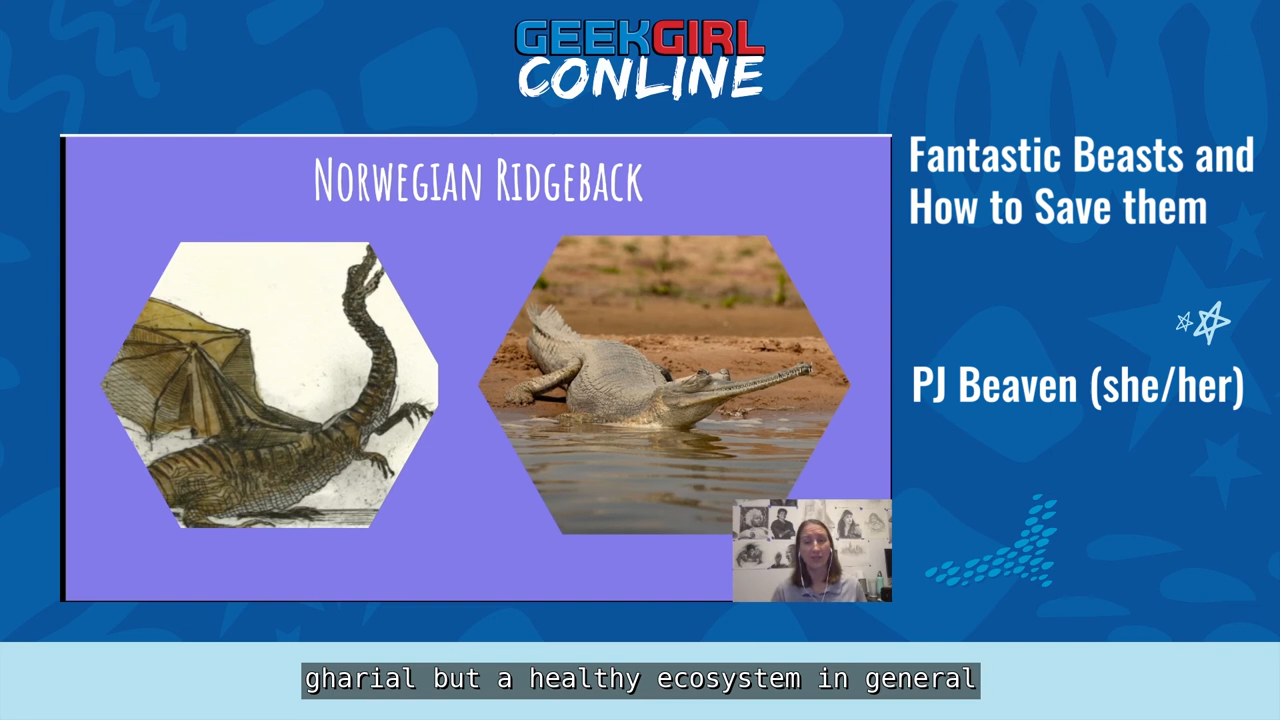 GEEKGIRL
CONLINE
NORWEGIAN RIDGEBACK
Fantastic Beasts and
How to Save them
PJ Beaven (she/her)
gharial but a healthy ecosystem in general